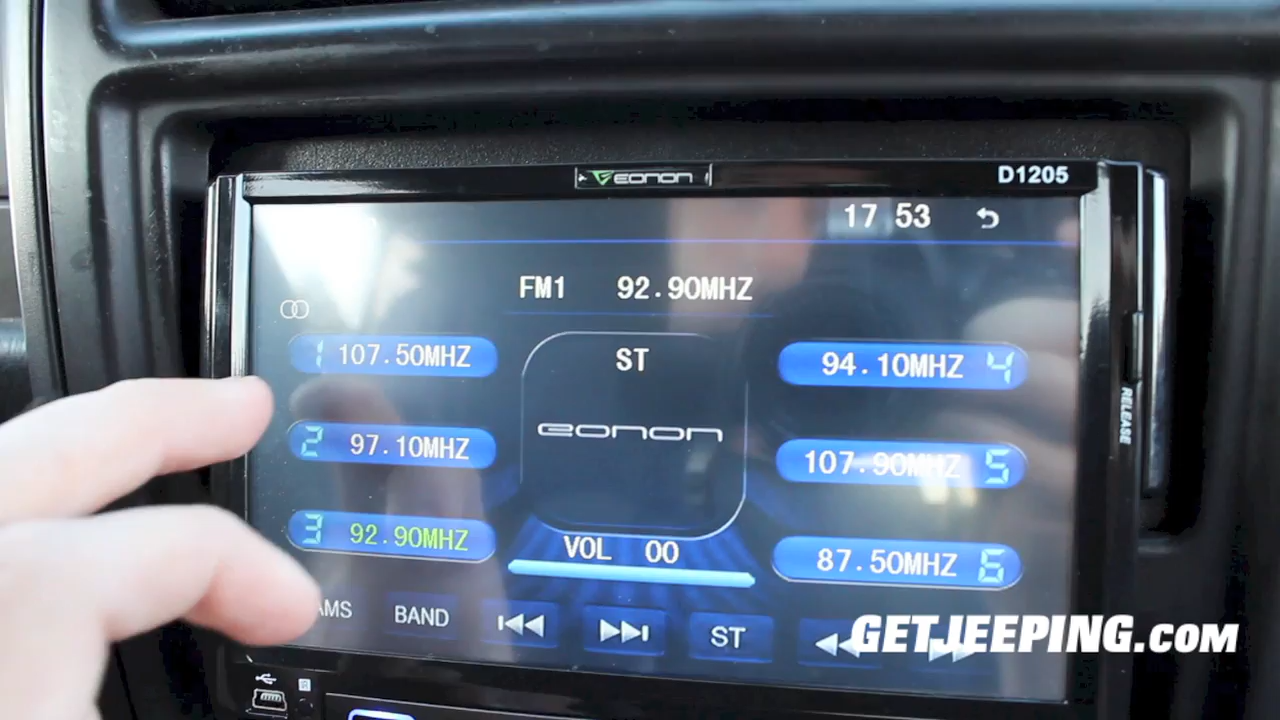 EONON
D1205
17 53
FM1 92.90MHZ
1 107.50MHZ
ST
94.10MHZ 4
eonon
2 97.10MHZ
107.90MHZ 5
3 92.90MHZ
VOL 00
87.50MHZ 6
RELEASE
AMS BAND ST
GETJEEPING.COM